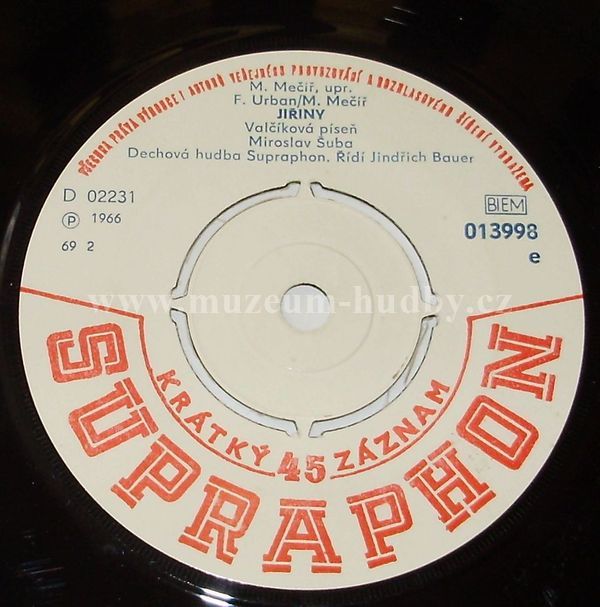 VŠECHNA PRÁVA VÝROBCE I AUTORŮ VEŘEJNÉHO PROVOZOVÁNÍ A ROZHLASOVÉHO ŠÍŘENÍ VYHRAZENA
M. Mečíř, upr.
F. Urban/M. Mečíř
JIŘINY
Valčíková píseň
Miroslav Šuba
Dechová hudba Supraphon. Řídí Jindřich Bauer
D 02231
Ⓟ 1966
69 2
BIEM
013998
e
www.muzeum-hudby.cz
KRÁTKÝ 45 ZÁZNAM
SUPRAPHON